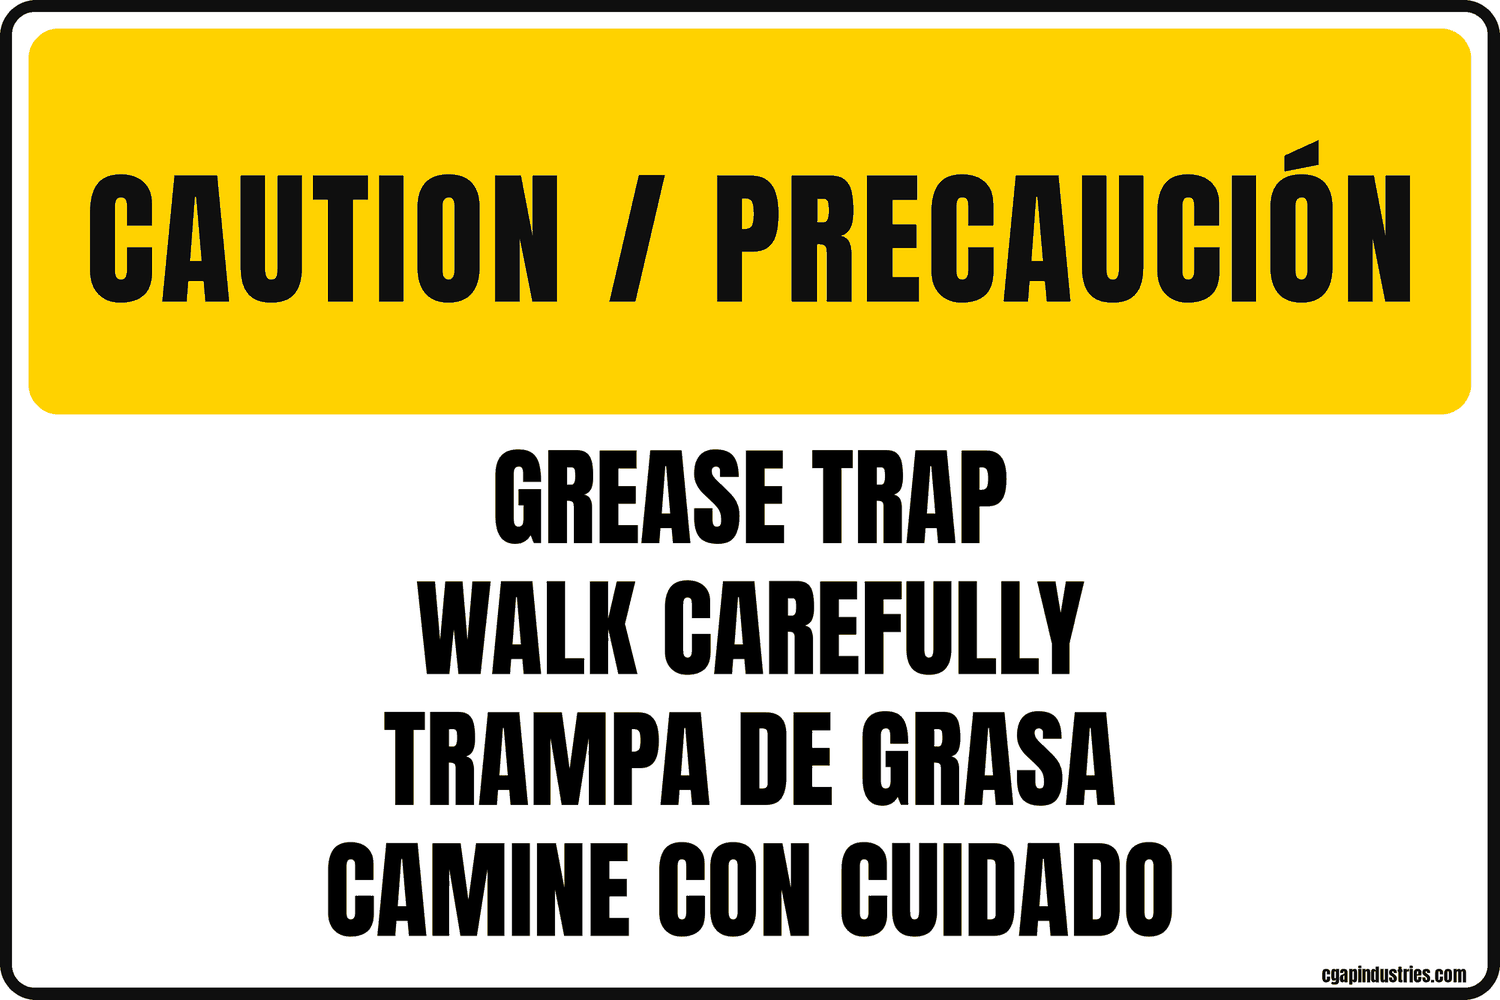 CAUTION / PRECAUCIÓN
GREASE TRAP
WALK CAREFULLY
TRAMPA DE GRASA
CAMINE CON CUIDADO
cgapindustries.com